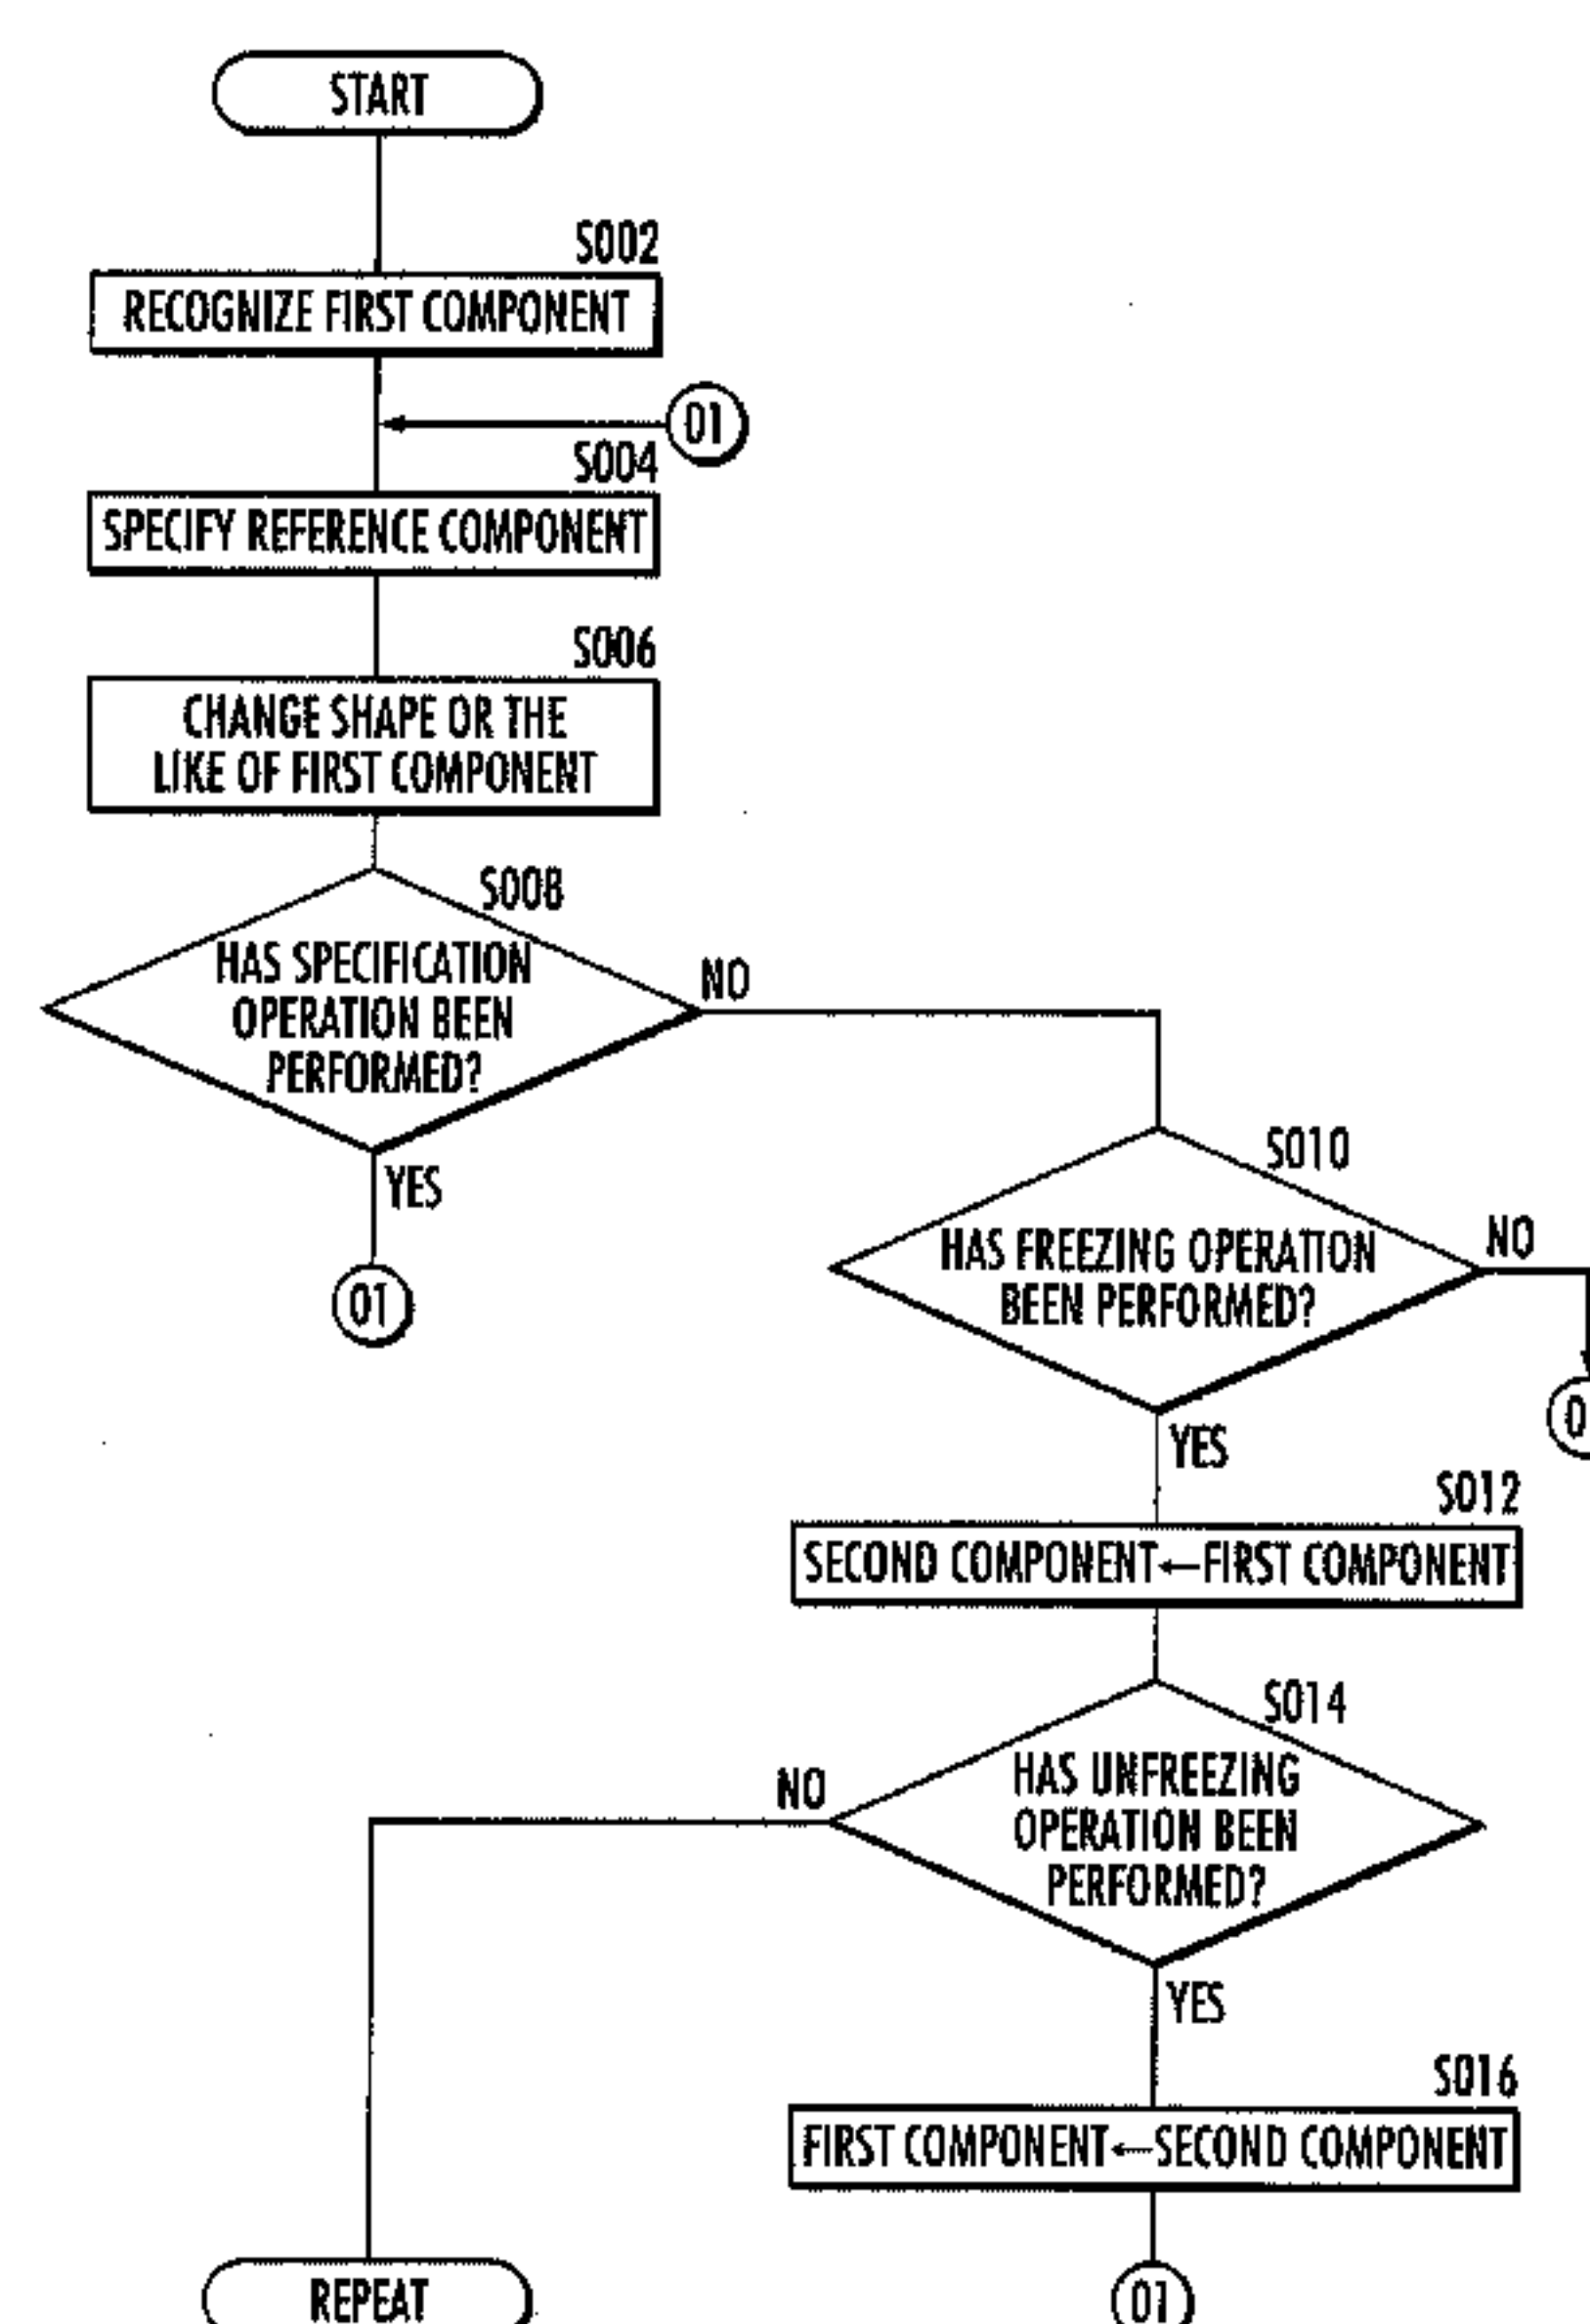 START
S002
RECOGNIZE FIRST COMPONENT
01
S004
SPECIFY REFERENCE COMPONENT
S006
CHANGE SHAPE OR THE
LIKE OF FIRST COMPONENT
S008
HAS SPECIFICATION
OPERATION BEEN
PERFORMED?
NO
YES
01
S010
HAS FREEZING OPERATION
BEEN PERFORMED?
NO
YES
S012
SECOND COMPONENT←FIRST COMPONENT
S014
HAS UNFREEZING
OPERATION BEEN
PERFORMED?
NO
YES
S016
FIRST COMPONENT←SECOND COMPONENT
REPEAT
01